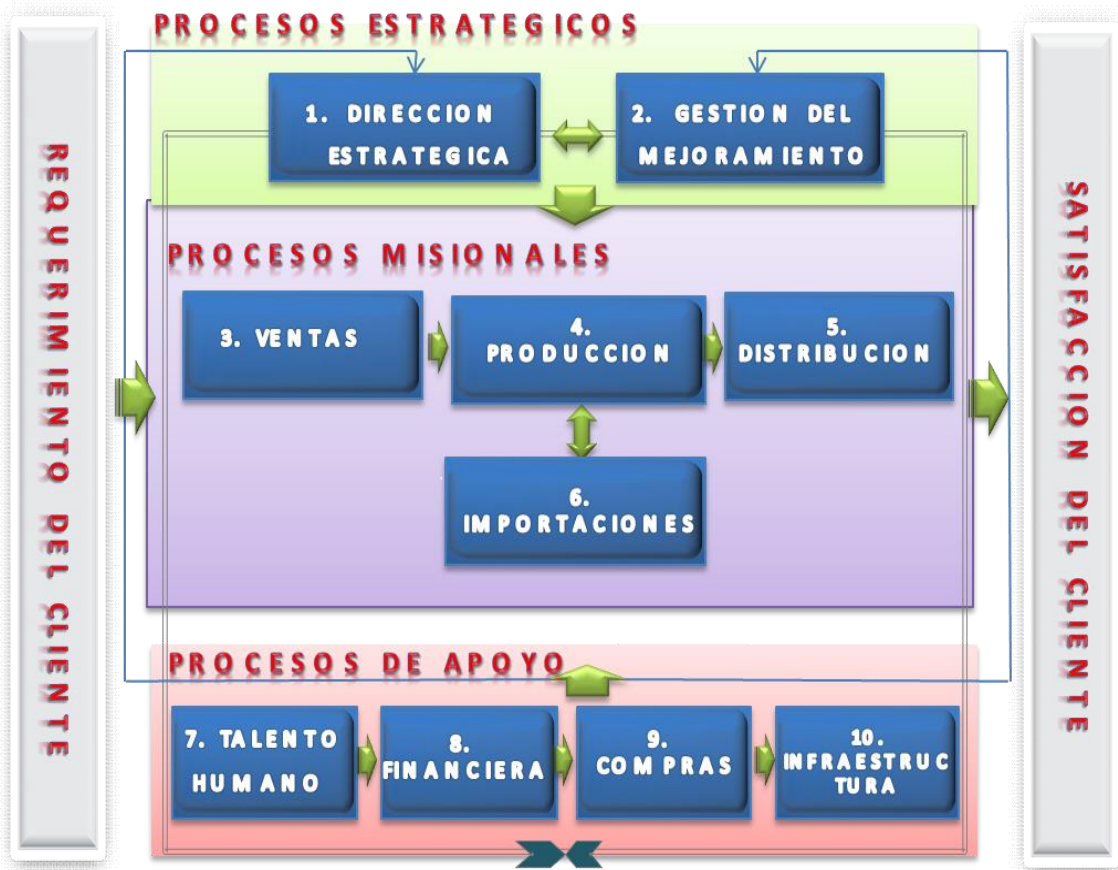 PROCESOS ESTRATEGICOS
1. DIRECCION
ESTRATEGICA
2. GESTION DEL
MEJORAMIENTO
REQUERIMIENTO DEL CLIENTE
PROCESOS MISIONALES
3. VENTAS
4.
PRODUCCION
5.
DISTRIBUCION
6.
IMPORTACIONES
SATISFACCION DEL CLIENTE
PROCESOS DE APOYO
7. TALENTO
HUMANO
8.
FINANCIERA
9.
COMPRAS
10.
INFRAESTRUC
TURA